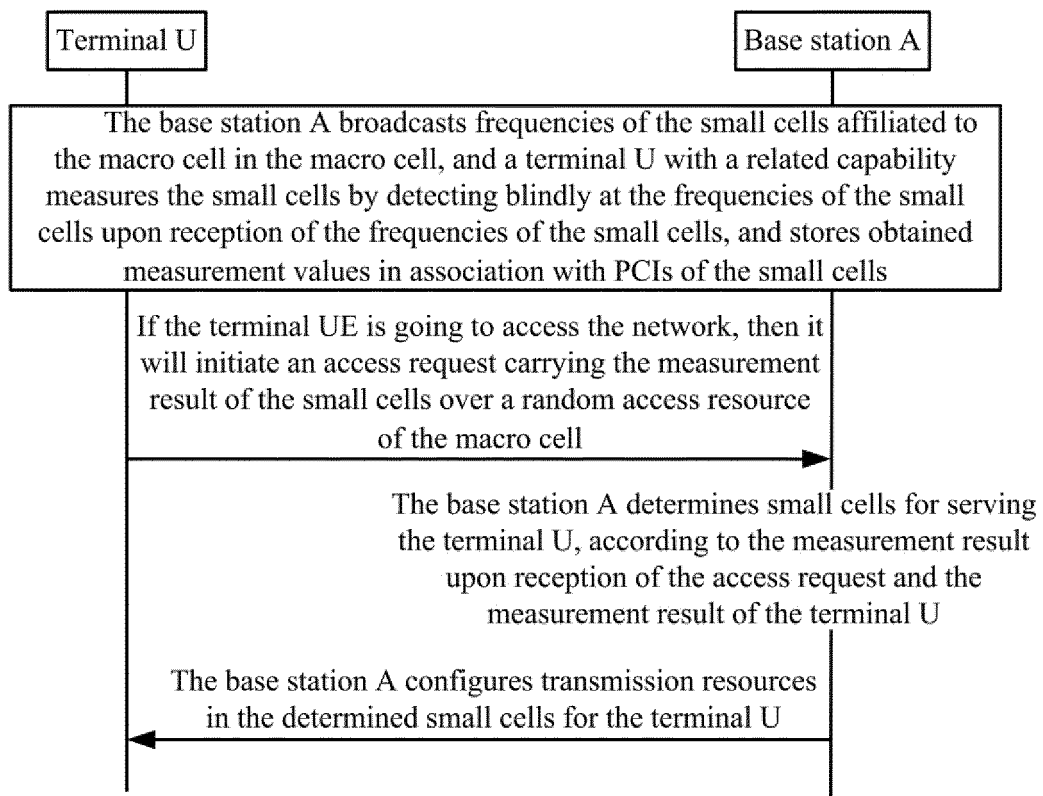 Terminal U
Base station A
The base station A broadcasts frequencies of the small cells affiliated to
the macro cell in the macro cell, and a terminal U with a related capability
measures the small cells by detecting blindly at the frequencies of the small
cells upon reception of the frequencies of the small cells, and stores obtained
measurement values in association with PCIs of the small cells
If the terminal UE is going to access the network, then it
will initiate an access request carrying the measurement
result of the small cells over a random access resource
of the macro cell
The base station A determines small cells for serving
the terminal U, according to the measurement result
upon reception of the access request and the
measurement result of the terminal U
The base station A configures transmission resources
in the determined small cells for the terminal U